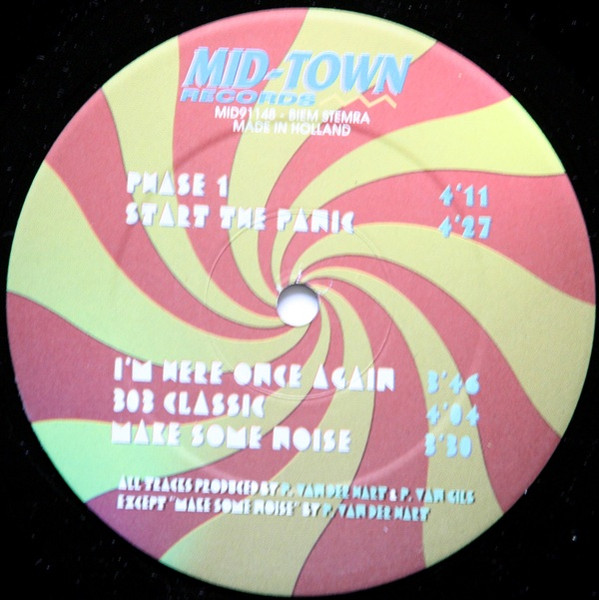 MID-TOWN
RECORDS
MID91148 - BIEM STEMRA
MADE IN HOLLAND
PHASE 1 4'11
START THE PANIC 4'27
I'M HERE ONCE AGAIN 3'46
303 CLASSIC 4'04
MAKE SOME NOISE 3'30
ALL TRACKS PRODUCED BY P. VAN DER HART & P. VAN GILS
EXCEPT "MAKE SOME NOISE" BY P. VAN DER HART